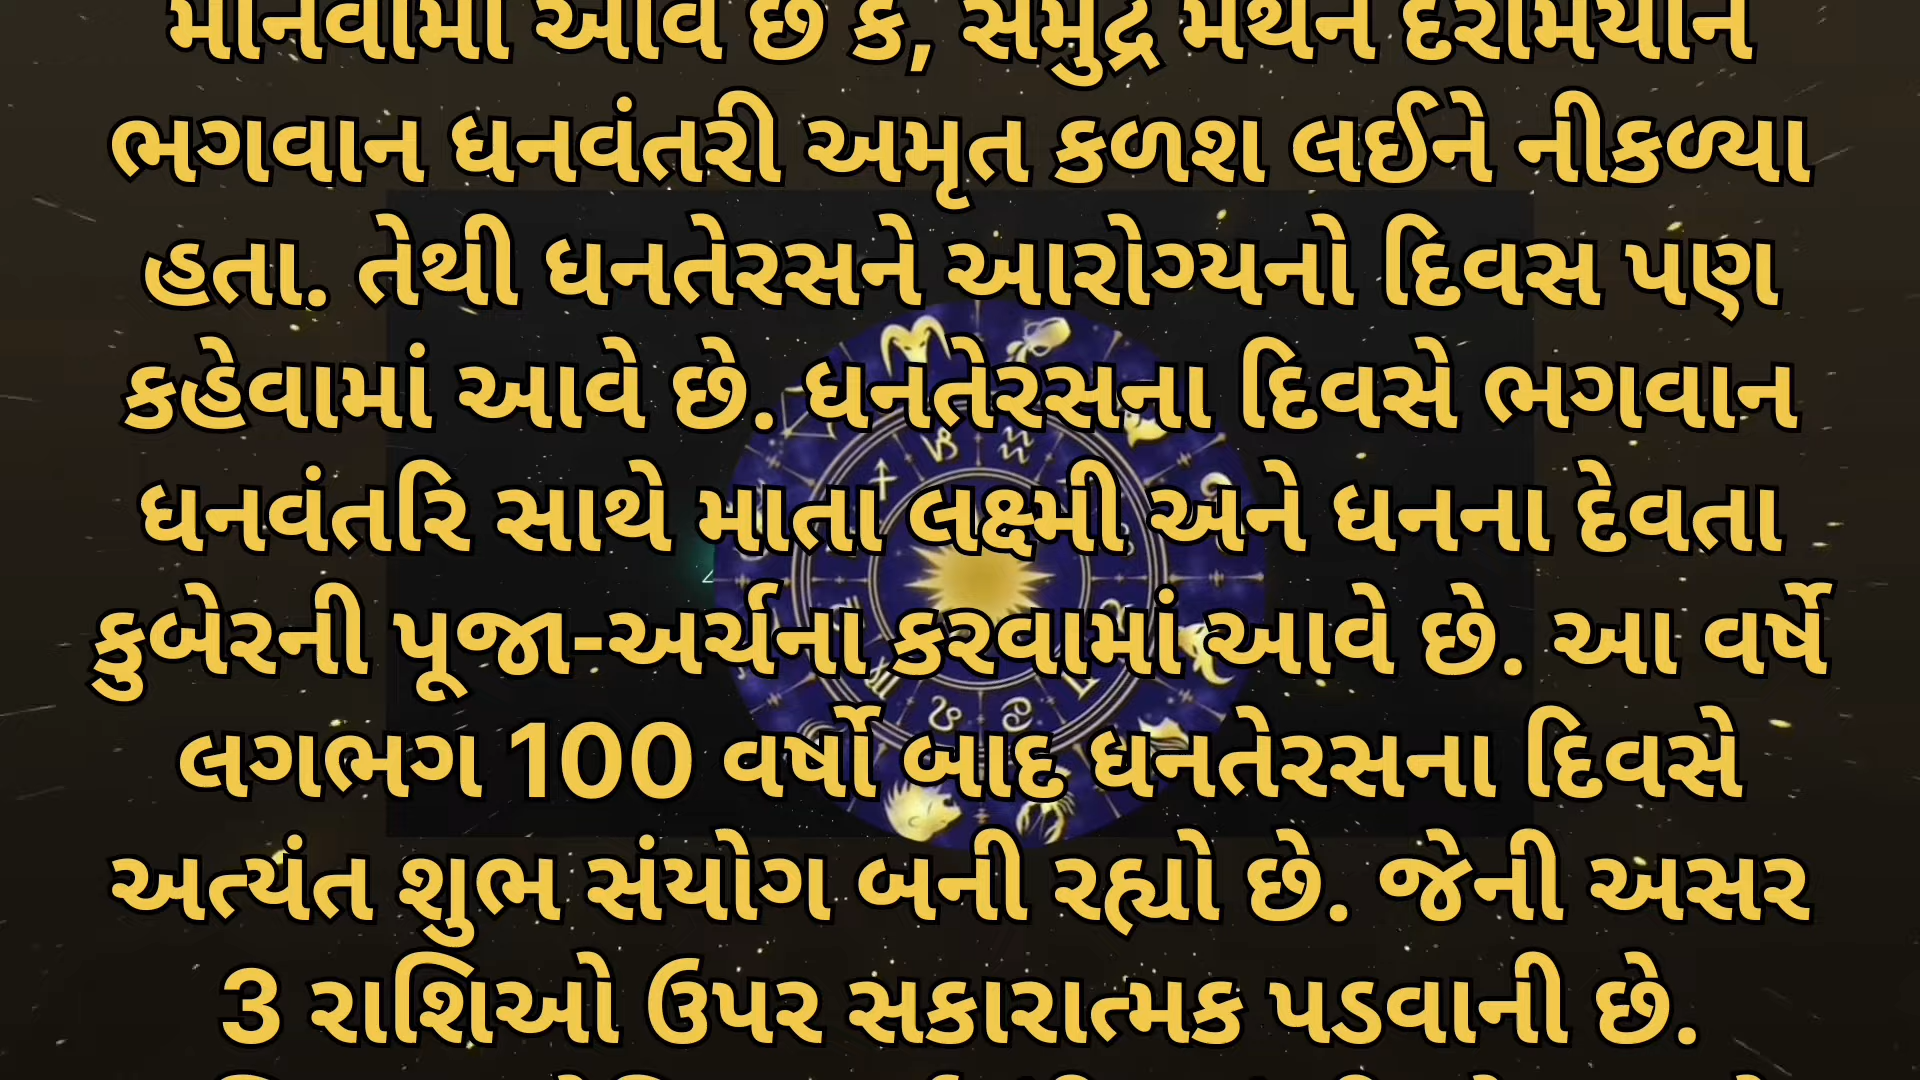 માનવામાં આવે છે કે, સમુદ્ર મંથન દરમિયાન
ભગવાન ધનવંતરી અમૃત કળશ લઈને નીકળ્યા
હતા. તેથી ધનતેરસને આરોગ્યનો દિવસ પણ
કહેવામાં આવે છે. ધનતેરસના દિવસે ભગવાન
ધનવંતરિ સાથે માતા લક્ષ્મી અને ધનના દેવતા
કુબેરની પૂજા-અર્ચના કરવામાં આવે છે. આ વર્ષે
લગભગ 100 વર્ષો બાદ ધનતેરસના દિવસે
અત્યંત શુભ સંયોગ બની રહ્યો છે. જેની અસર
3 રાશિઓ ઉપર સકારાત્મક પડવાની છે.